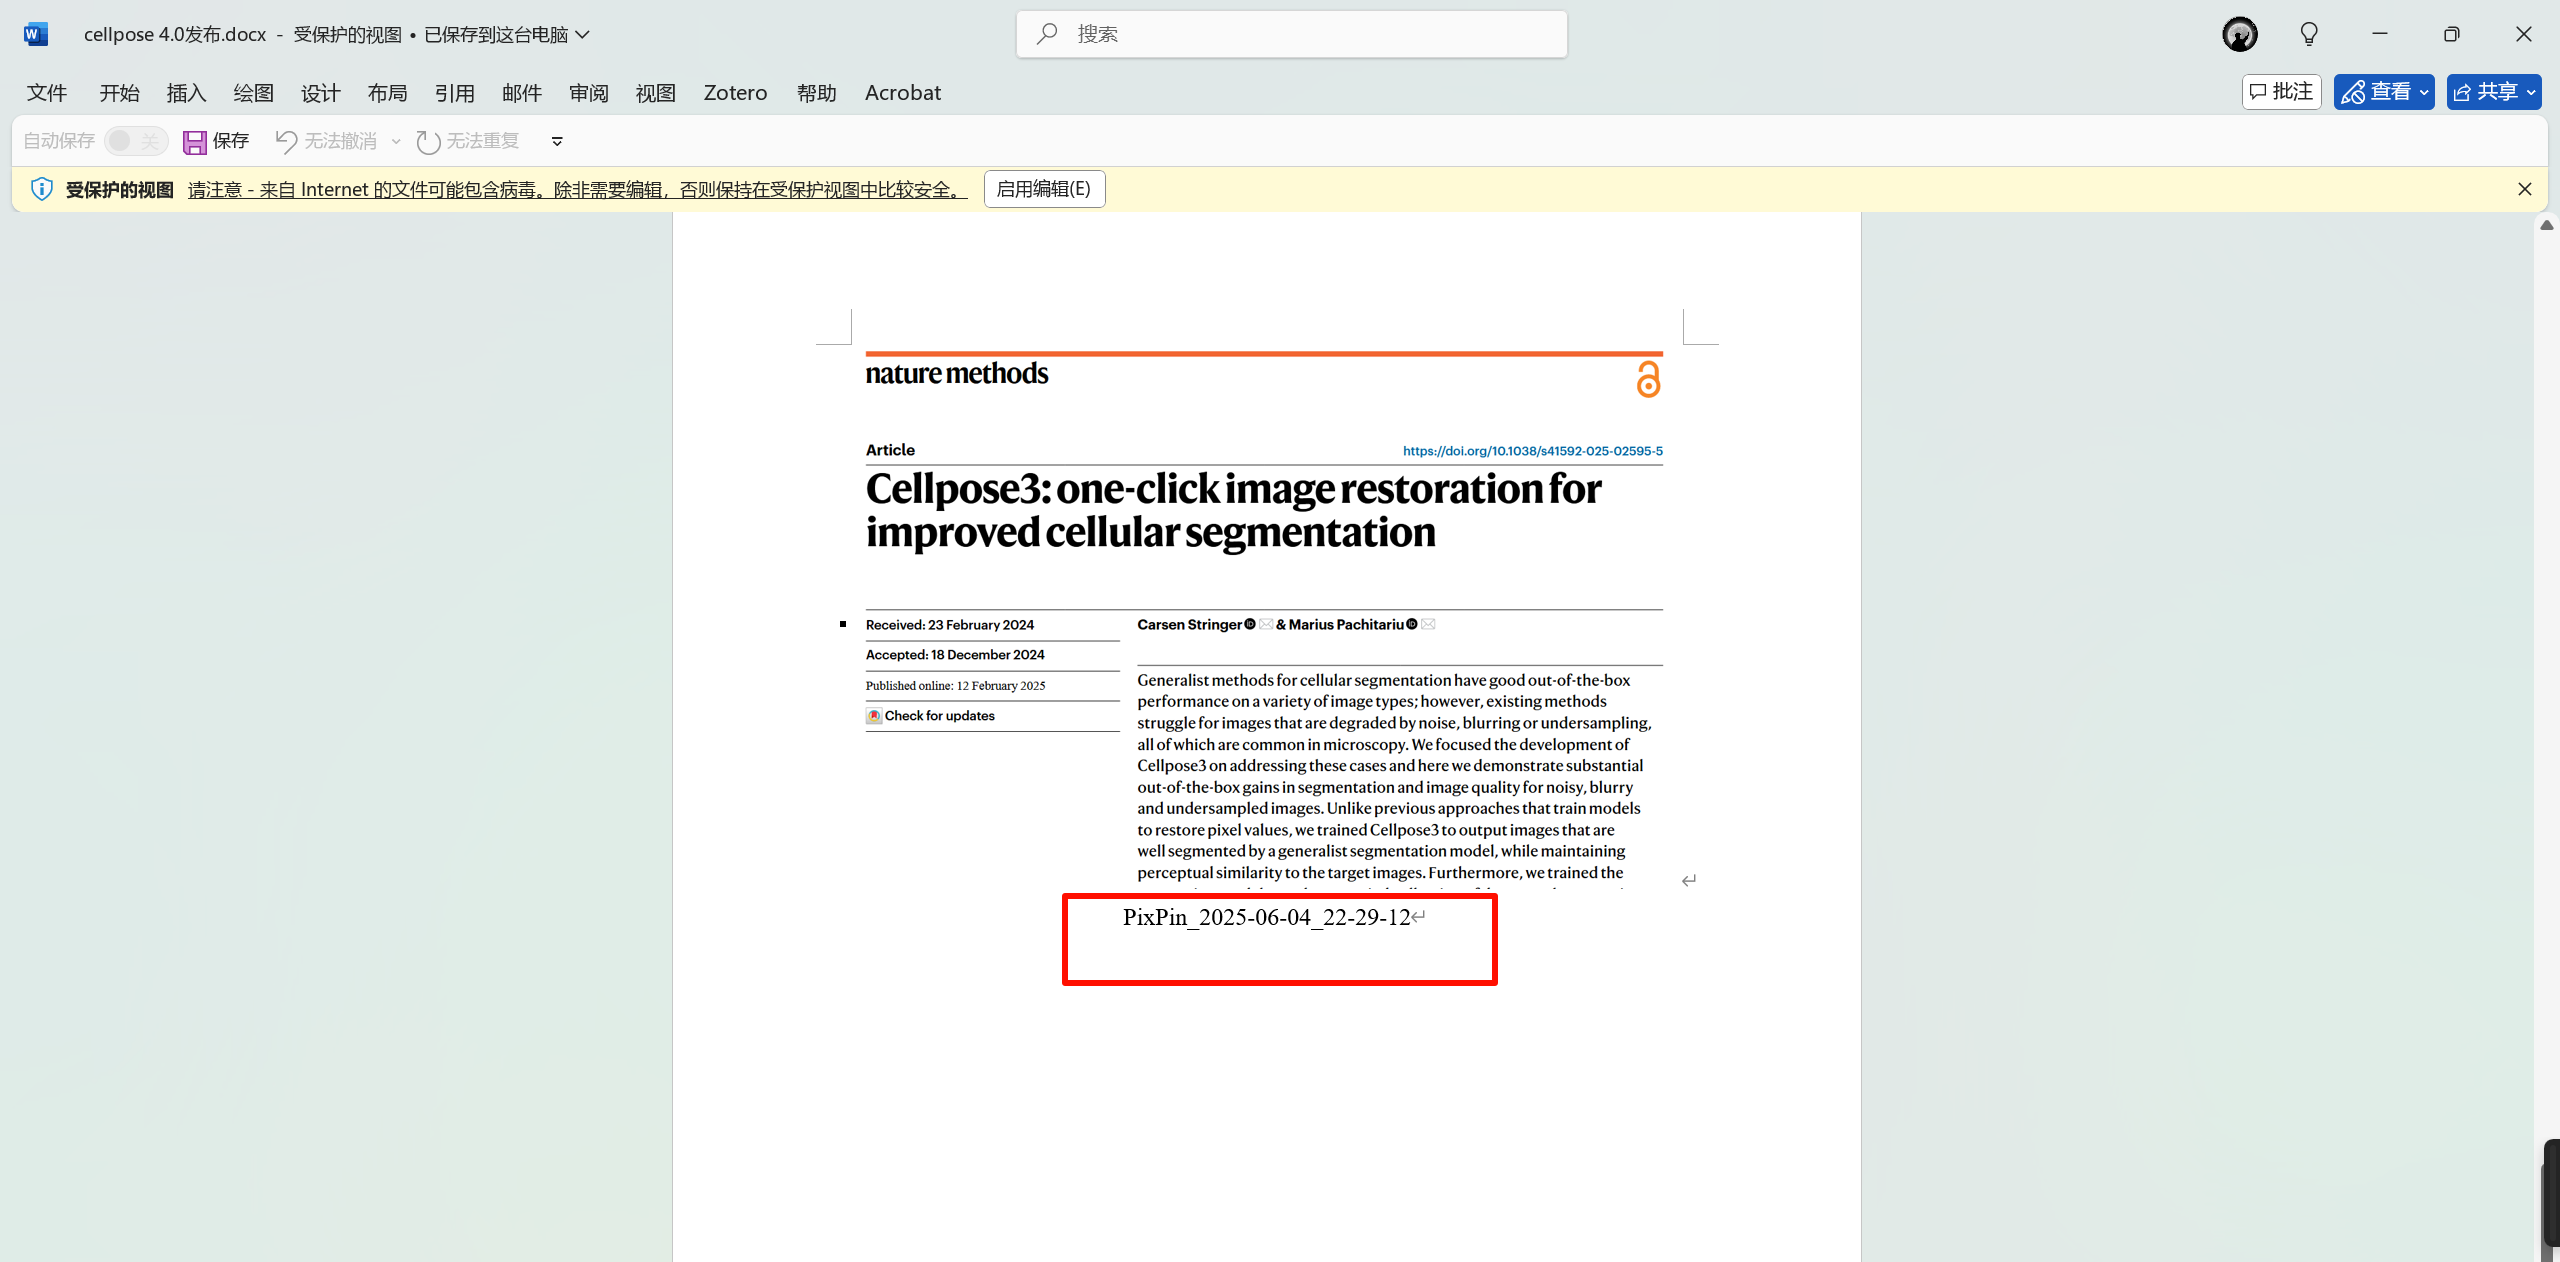 cellpose 4.0发布.docx - 受保护的视图 • 已保存到这台电脑
搜索
文件 开始 插入 绘图 设计 布局 引用 邮件 审阅 视图 Zotero 帮助 Acrobat
批注 查看 共享
自动保存 关 保存 无法撤消 无法重复
受保护的视图 请注意 - 来自 Internet 的文件可能包含病毒。除非需要编辑，否则保持在受保护视图中比较安全。 启用编辑(E)
nature methods
Article https://doi.org/10.1038/s41592-025-02595-5
Cellpose3: one-click image restoration for
improved cellular segmentation
Received: 23 February 2024
Accepted: 18 December 2024
Published online: 12 February 2025
Check for updates
Carsen Stringer & Marius Pachitariu
Generalist methods for cellular segmentation have good out-of-the-box
performance on a variety of image types; however, existing methods
struggle for images that are degraded by noise, blurring or undersampling,
all of which are common in microscopy. We focused the development of
Cellpose3 on addressing these cases and here we demonstrate substantial
out-of-the-box gains in segmentation and image quality for noisy, blurry
and undersampled images. Unlike previous approaches that train models
to restore pixel values, we trained Cellpose3 to output images that are
well segmented by a generalist segmentation model, while maintaining
perceptual similarity to the target images. Furthermore, we trained the
PixPin_2025-06-04_22-29-12